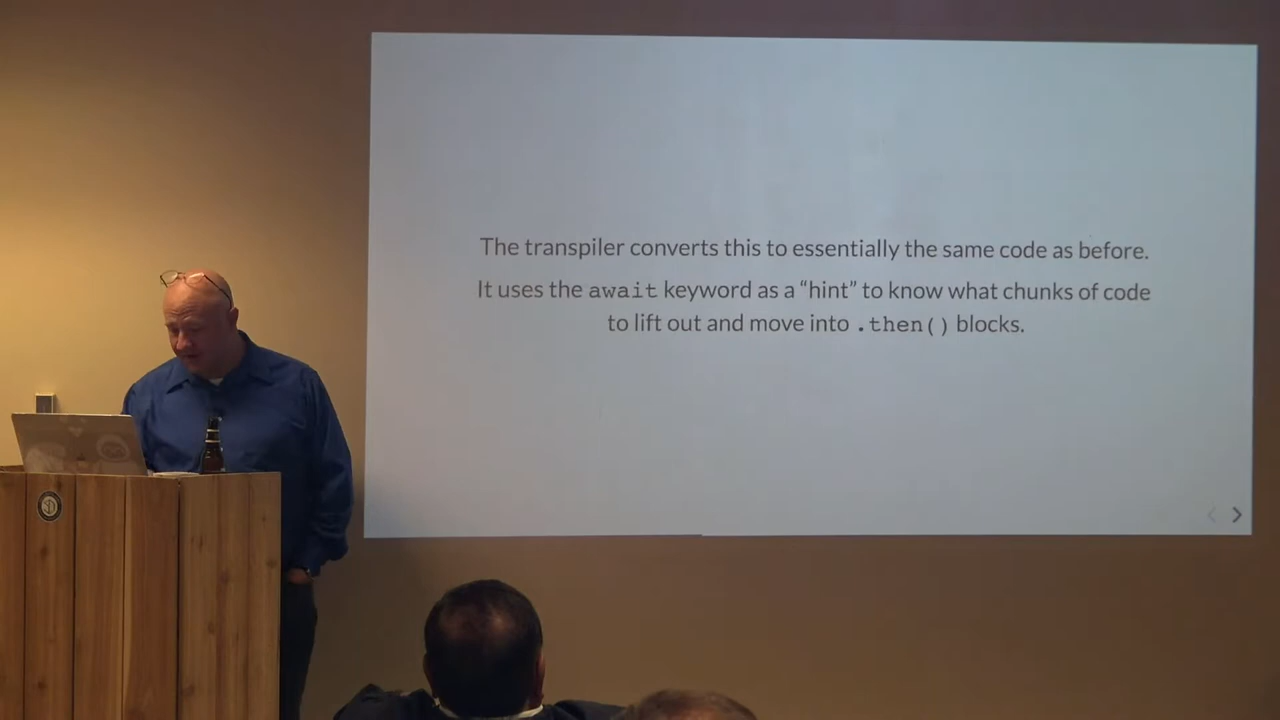 The transpiler converts this to essentially the same code as before.
It uses the await keyword as a “hint” to know what chunks of code
to lift out and move into .then() blocks.